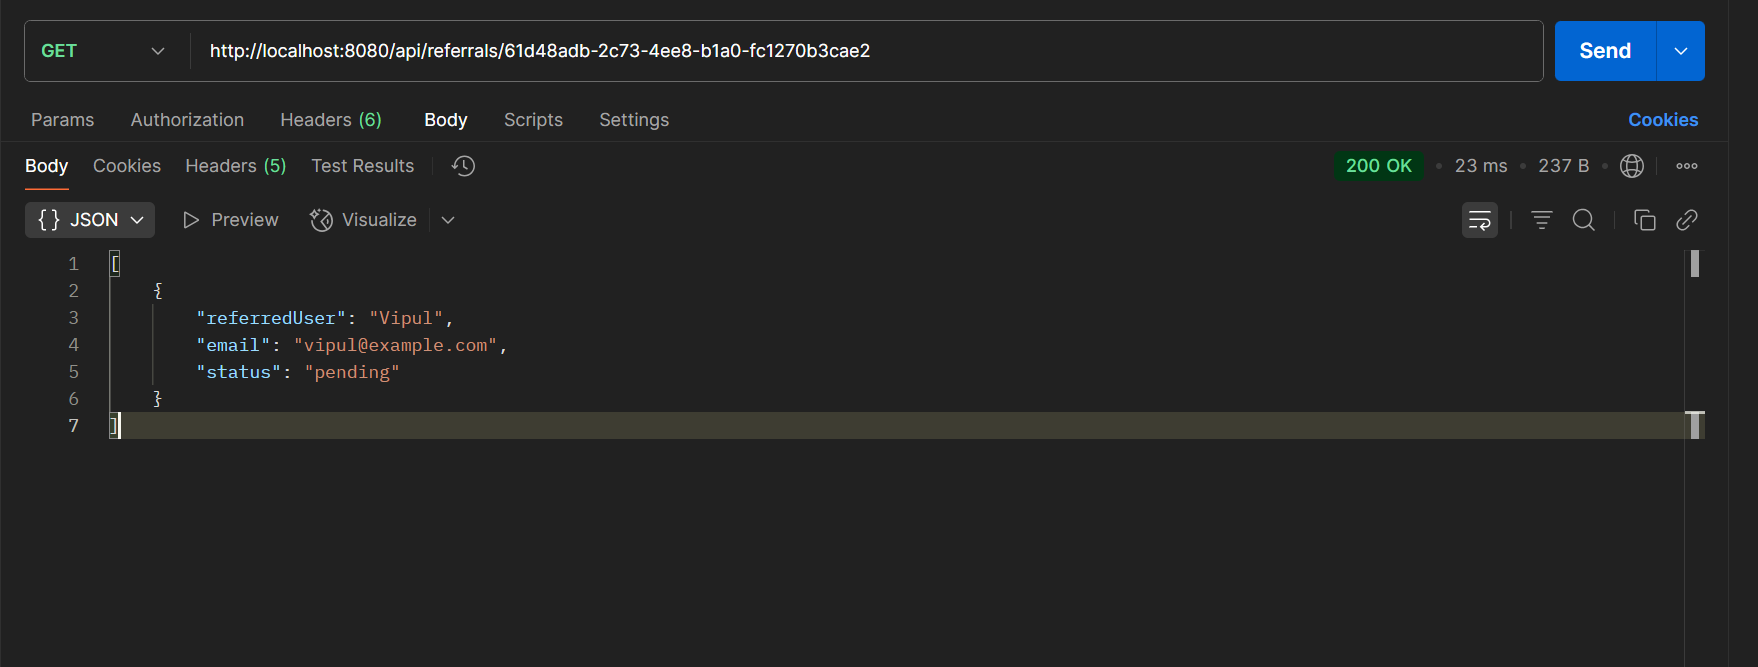 GET http://localhost:8080/api/referrals/61d48adb-2c73-4ee8-b1a0-fc1270b3cae2 Send
Params Authorization Headers (6) Body Scripts Settings Cookies
Body Cookies Headers (5) Test Results 200 OK • 23 ms • 237 B •
{} JSON Preview Visualize
1 [
2 {
3 "referredUser": "Vipul",
4 "email": "vipul@example.com",
5 "status": "pending"
6 }
7 ]